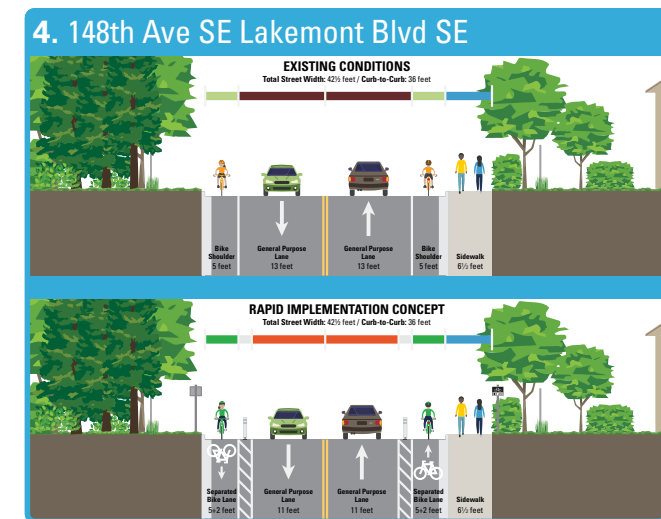 4. 148th Ave SE Lakemont Blvd SE
EXISTING CONDITIONS
Total Street Width: 42½ feet / Curb-to-Curb: 36 feet
Bike Shoulder 5 feet
General Purpose Lane 13 feet
General Purpose Lane 13 feet
Bike Shoulder 5 feet
Sidewalk 6½ feet
RAPID IMPLEMENTATION CONCEPT
Total Street Width: 42½ feet / Curb-to-Curb: 36 feet
Separated Bike Lane 5+2 feet
General Purpose Lane 11 feet
General Purpose Lane 11 feet
Separated Bike Lane 5+2 feet
Sidewalk 6½ feet